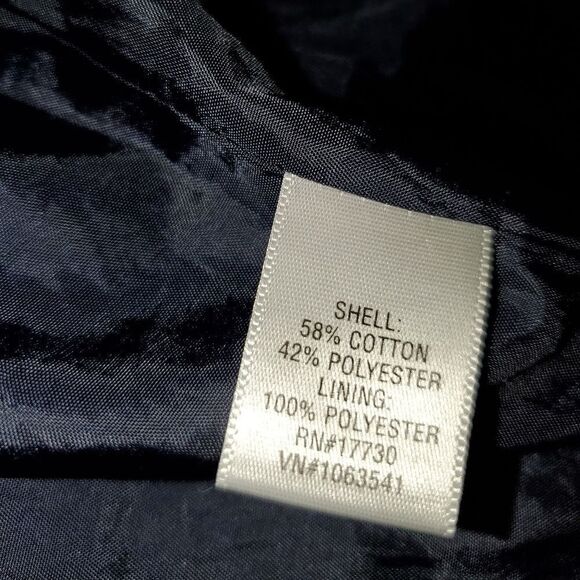 SHELL:
58% COTTON
42% POLYESTER
LINING:
100% POLYESTER
RN#17730
VN#1063541